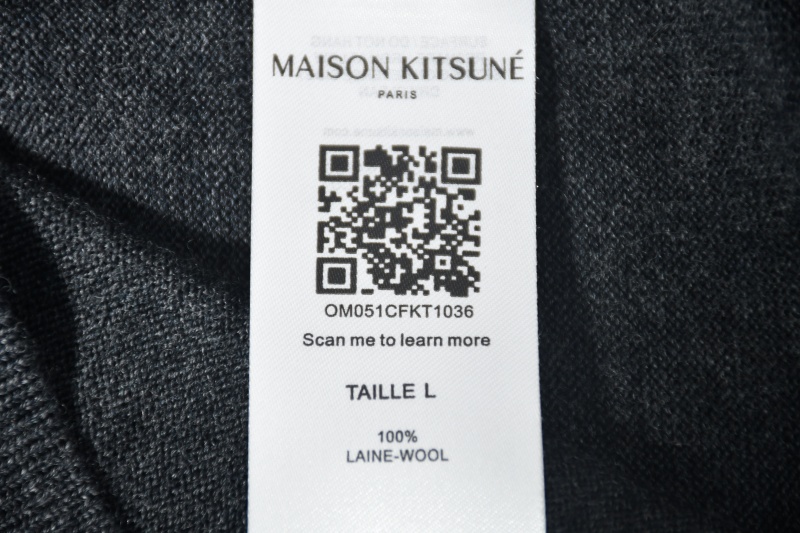 MAISON KITSUNÉ
PARIS
OM051CFKT1036
Scan me to learn more
TAILLE L
100%
LAINE-WOOL